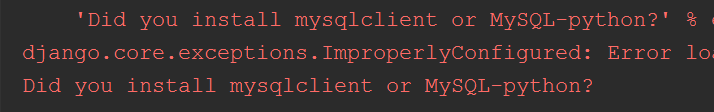 'Did you install mysqlclient or MySQL-python?' %
django.core.exceptions.ImproperlyConfigured: Error
Did you install mysqlclient or MySQL-python?